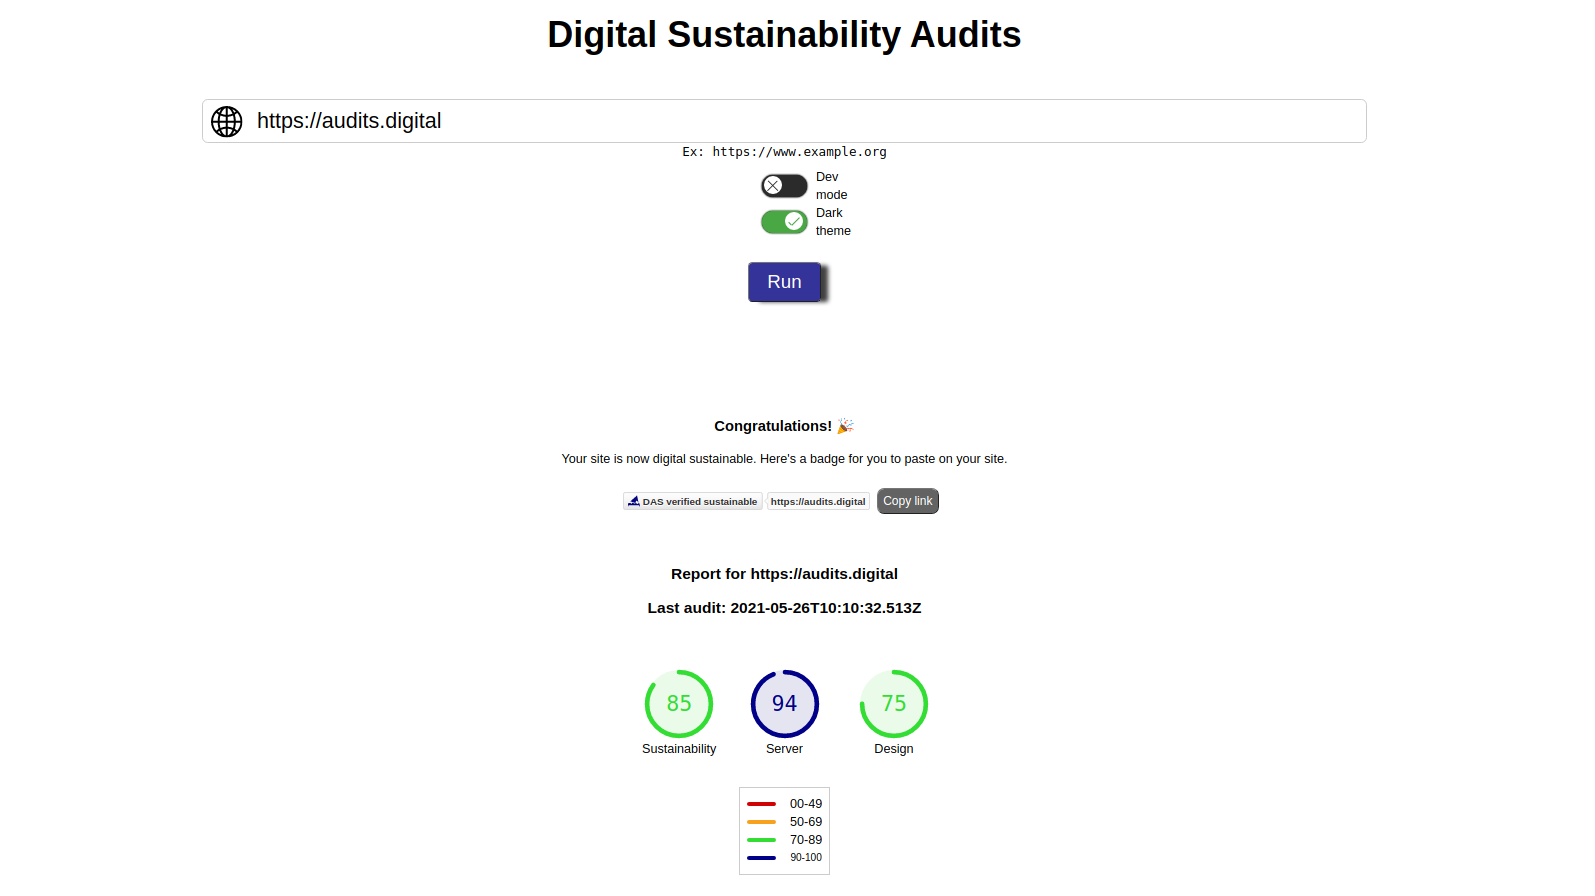 Digital Sustainability Audits
https://audits.digital
Ex: https://www.example.org
Dev
mode
Dark
theme
Run
Congratulations! 🎉
Your site is now digital sustainable. Here's a badge for you to paste on your site.
DAS verified sustainable https://audits.digital Copy link
Report for https://audits.digital
Last audit: 2021-05-26T10:10:32.513Z
85 94 75
Sustainability Server Design
00-49
50-69
70-89
90-100